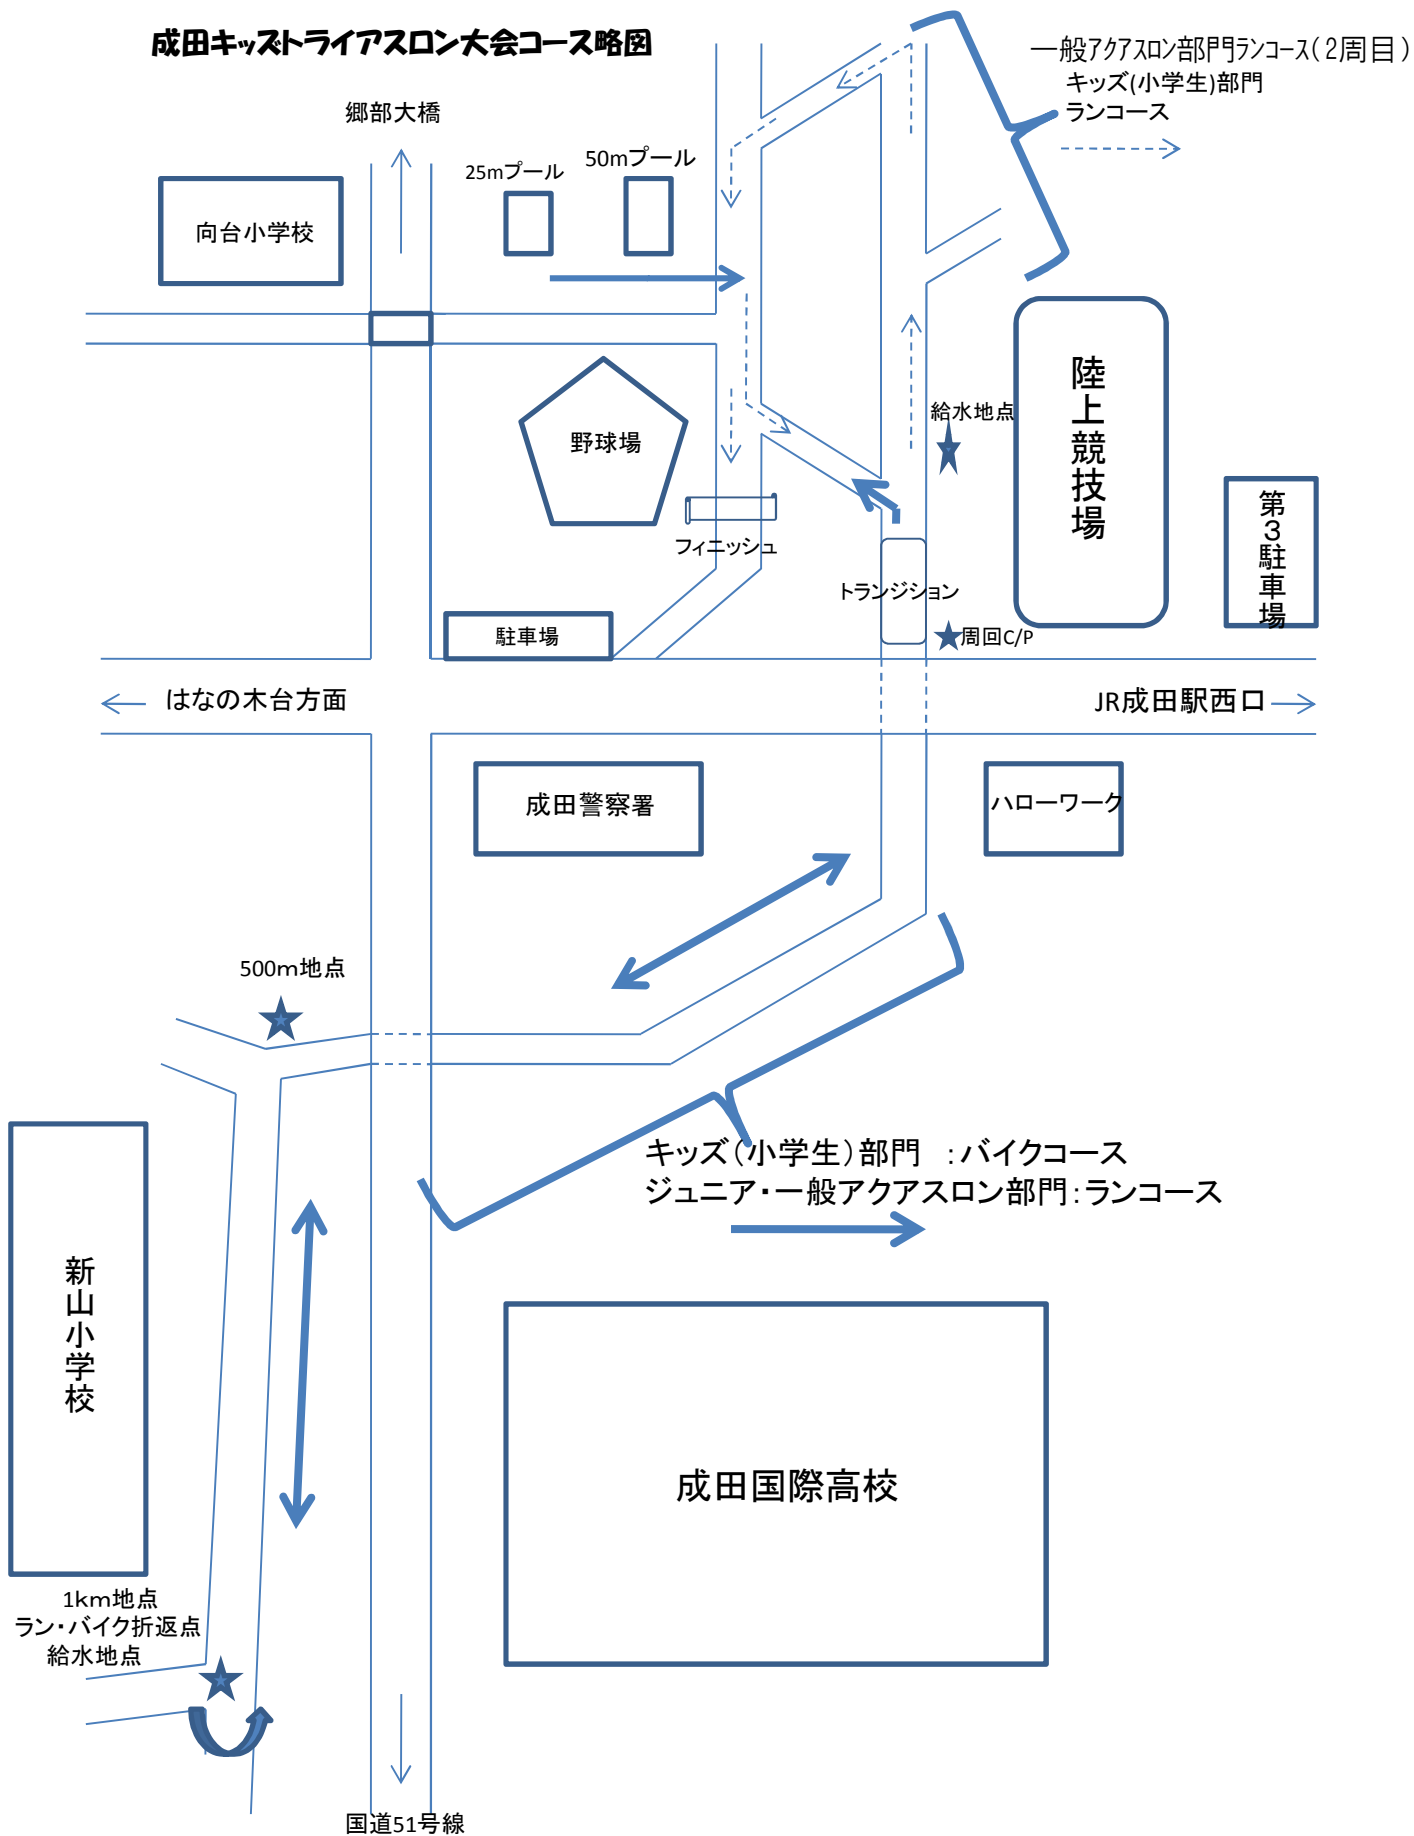 成田キッズトライアスロン大会コース略図
一般アクアスロン部門ランコース(2周目)
キッズ(小学生)部門
ランコース
郷部大橋
25mプール
50mプール
向台小学校
陸上競技場
給水地点
野球場
第3駐車場
フィニッシュ
トランジション
駐車場
周回C/P
はなの木台方面
JR成田駅西口
成田警察署
ハローワーク
500m地点
キッズ(小学生)部門 :バイクコース
ジュニア・一般アクアスロン部門:ランコース
新山小学校
成田国際高校
1km地点
ラン・バイク折返点
給水地点
国道51号線